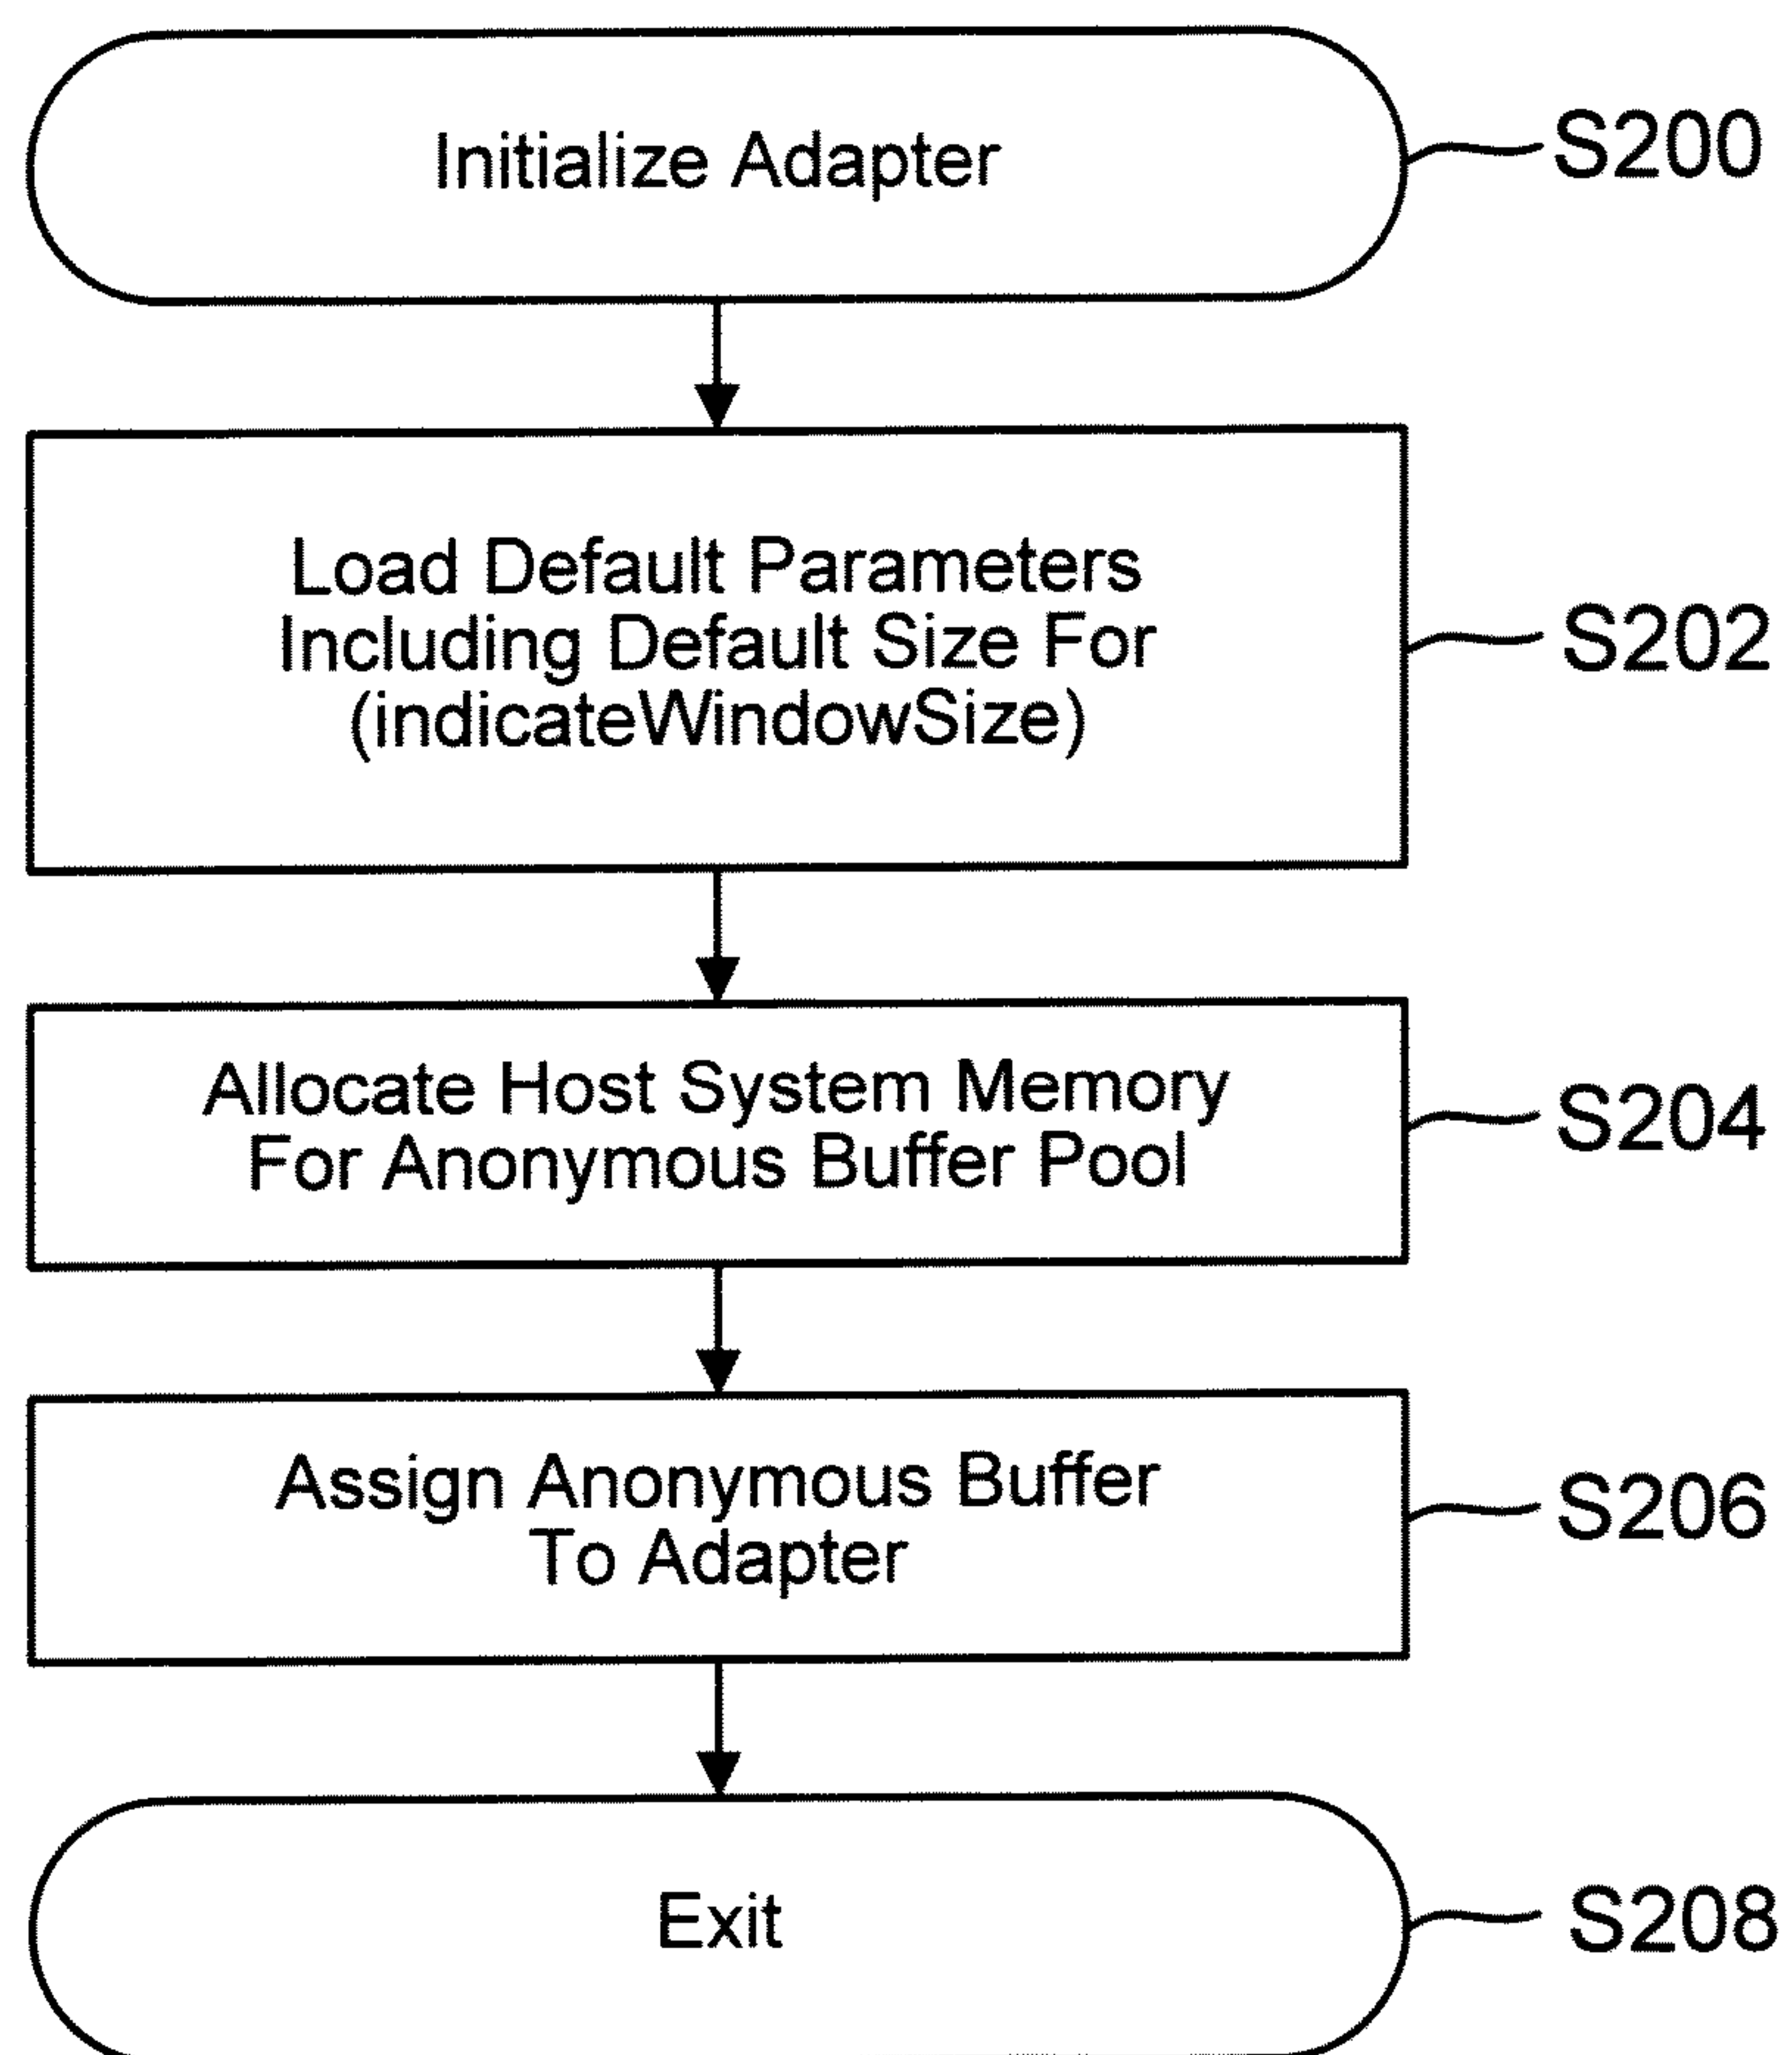 Initialize Adapter
S200
Load Default Parameters
Including Default Size For
(indicateWindowSize)
S202
Allocate Host System Memory
For Anonymous Buffer Pool
S204
Assign Anonymous Buffer
To Adapter
S206
Exit
S208